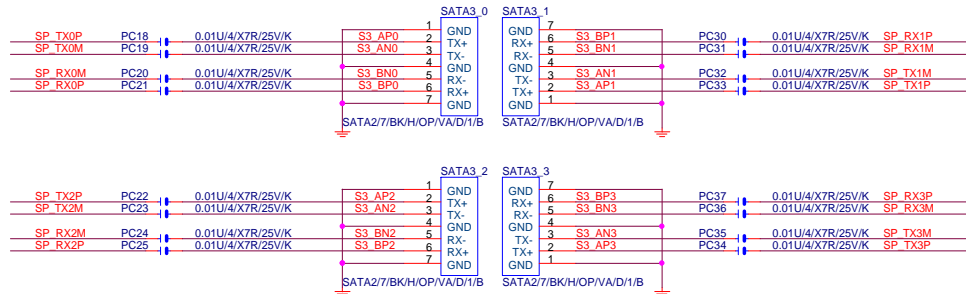 SATA3_0 SATA3_1
1 GND GND 7
SP_TX0P PC18 0.01U/4/X7R/25V/K S3_AP0 2 TX+ RX+ 6 S3_BP1 PC30 0.01U/4/X7R/25V/K SP_RX1P
SP_TX0M PC19 0.01U/4/X7R/25V/K S3_AN0 3 TX- RX- 5 S3_BN1 PC31 0.01U/4/X7R/25V/K SP_RX1M
4 GND GND 4
SP_RX0M PC20 0.01U/4/X7R/25V/K S3_BN0 5 RX- TX- 3 S3_AN1 PC32 0.01U/4/X7R/25V/K SP_TX1M
SP_RX0P PC21 0.01U/4/X7R/25V/K S3_BP0 6 RX+ TX+ 2 S3_AP1 PC33 0.01U/4/X7R/25V/K SP_TX1P
7 GND GND 1
SATA2/7/BK/H/OP/VA/D/1/B SATA2/7/BK/H/OP/VA/D/1/B
SATA3_2 SATA3_3
1 GND GND 7
SP_TX2P PC22 0.01U/4/X7R/25V/K S3_AP2 2 TX+ RX+ 6 S3_BP3 PC37 0.01U/4/X7R/25V/K SP_RX3P
SP_TX2M PC23 0.01U/4/X7R/25V/K S3_AN2 3 TX- RX- 5 S3_BN3 PC36 0.01U/4/X7R/25V/K SP_RX3M
4 GND GND 4
SP_RX2M PC24 0.01U/4/X7R/25V/K S3_BN2 5 RX- TX- 3 S3_AN3 PC35 0.01U/4/X7R/25V/K SP_TX3M
SP_RX2P PC25 0.01U/4/X7R/25V/K S3_BP2 6 RX+ TX+ 2 S3_AP3 PC34 0.01U/4/X7R/25V/K SP_TX3P
7 GND GND 1
SATA2/7/BK/H/OP/VA/D/1/B SATA2/7/BK/H/OP/VA/D/1/B